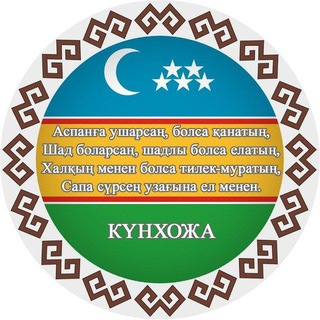 Аспанға ушарсаң, болса қанатың,
Шад боларсаң, шадлы болса елатың,
Халқың менен болса тилек-муратың,
Сапа сүрсең узағына ел менен.
КҮНХОЖА